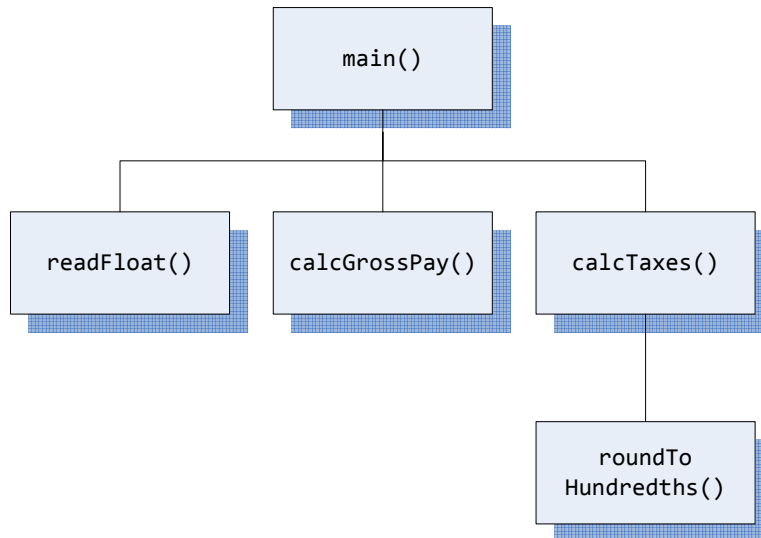 main()
readFloat()
calcGrossPay()
calcTaxes()
roundTo
Hundredths()